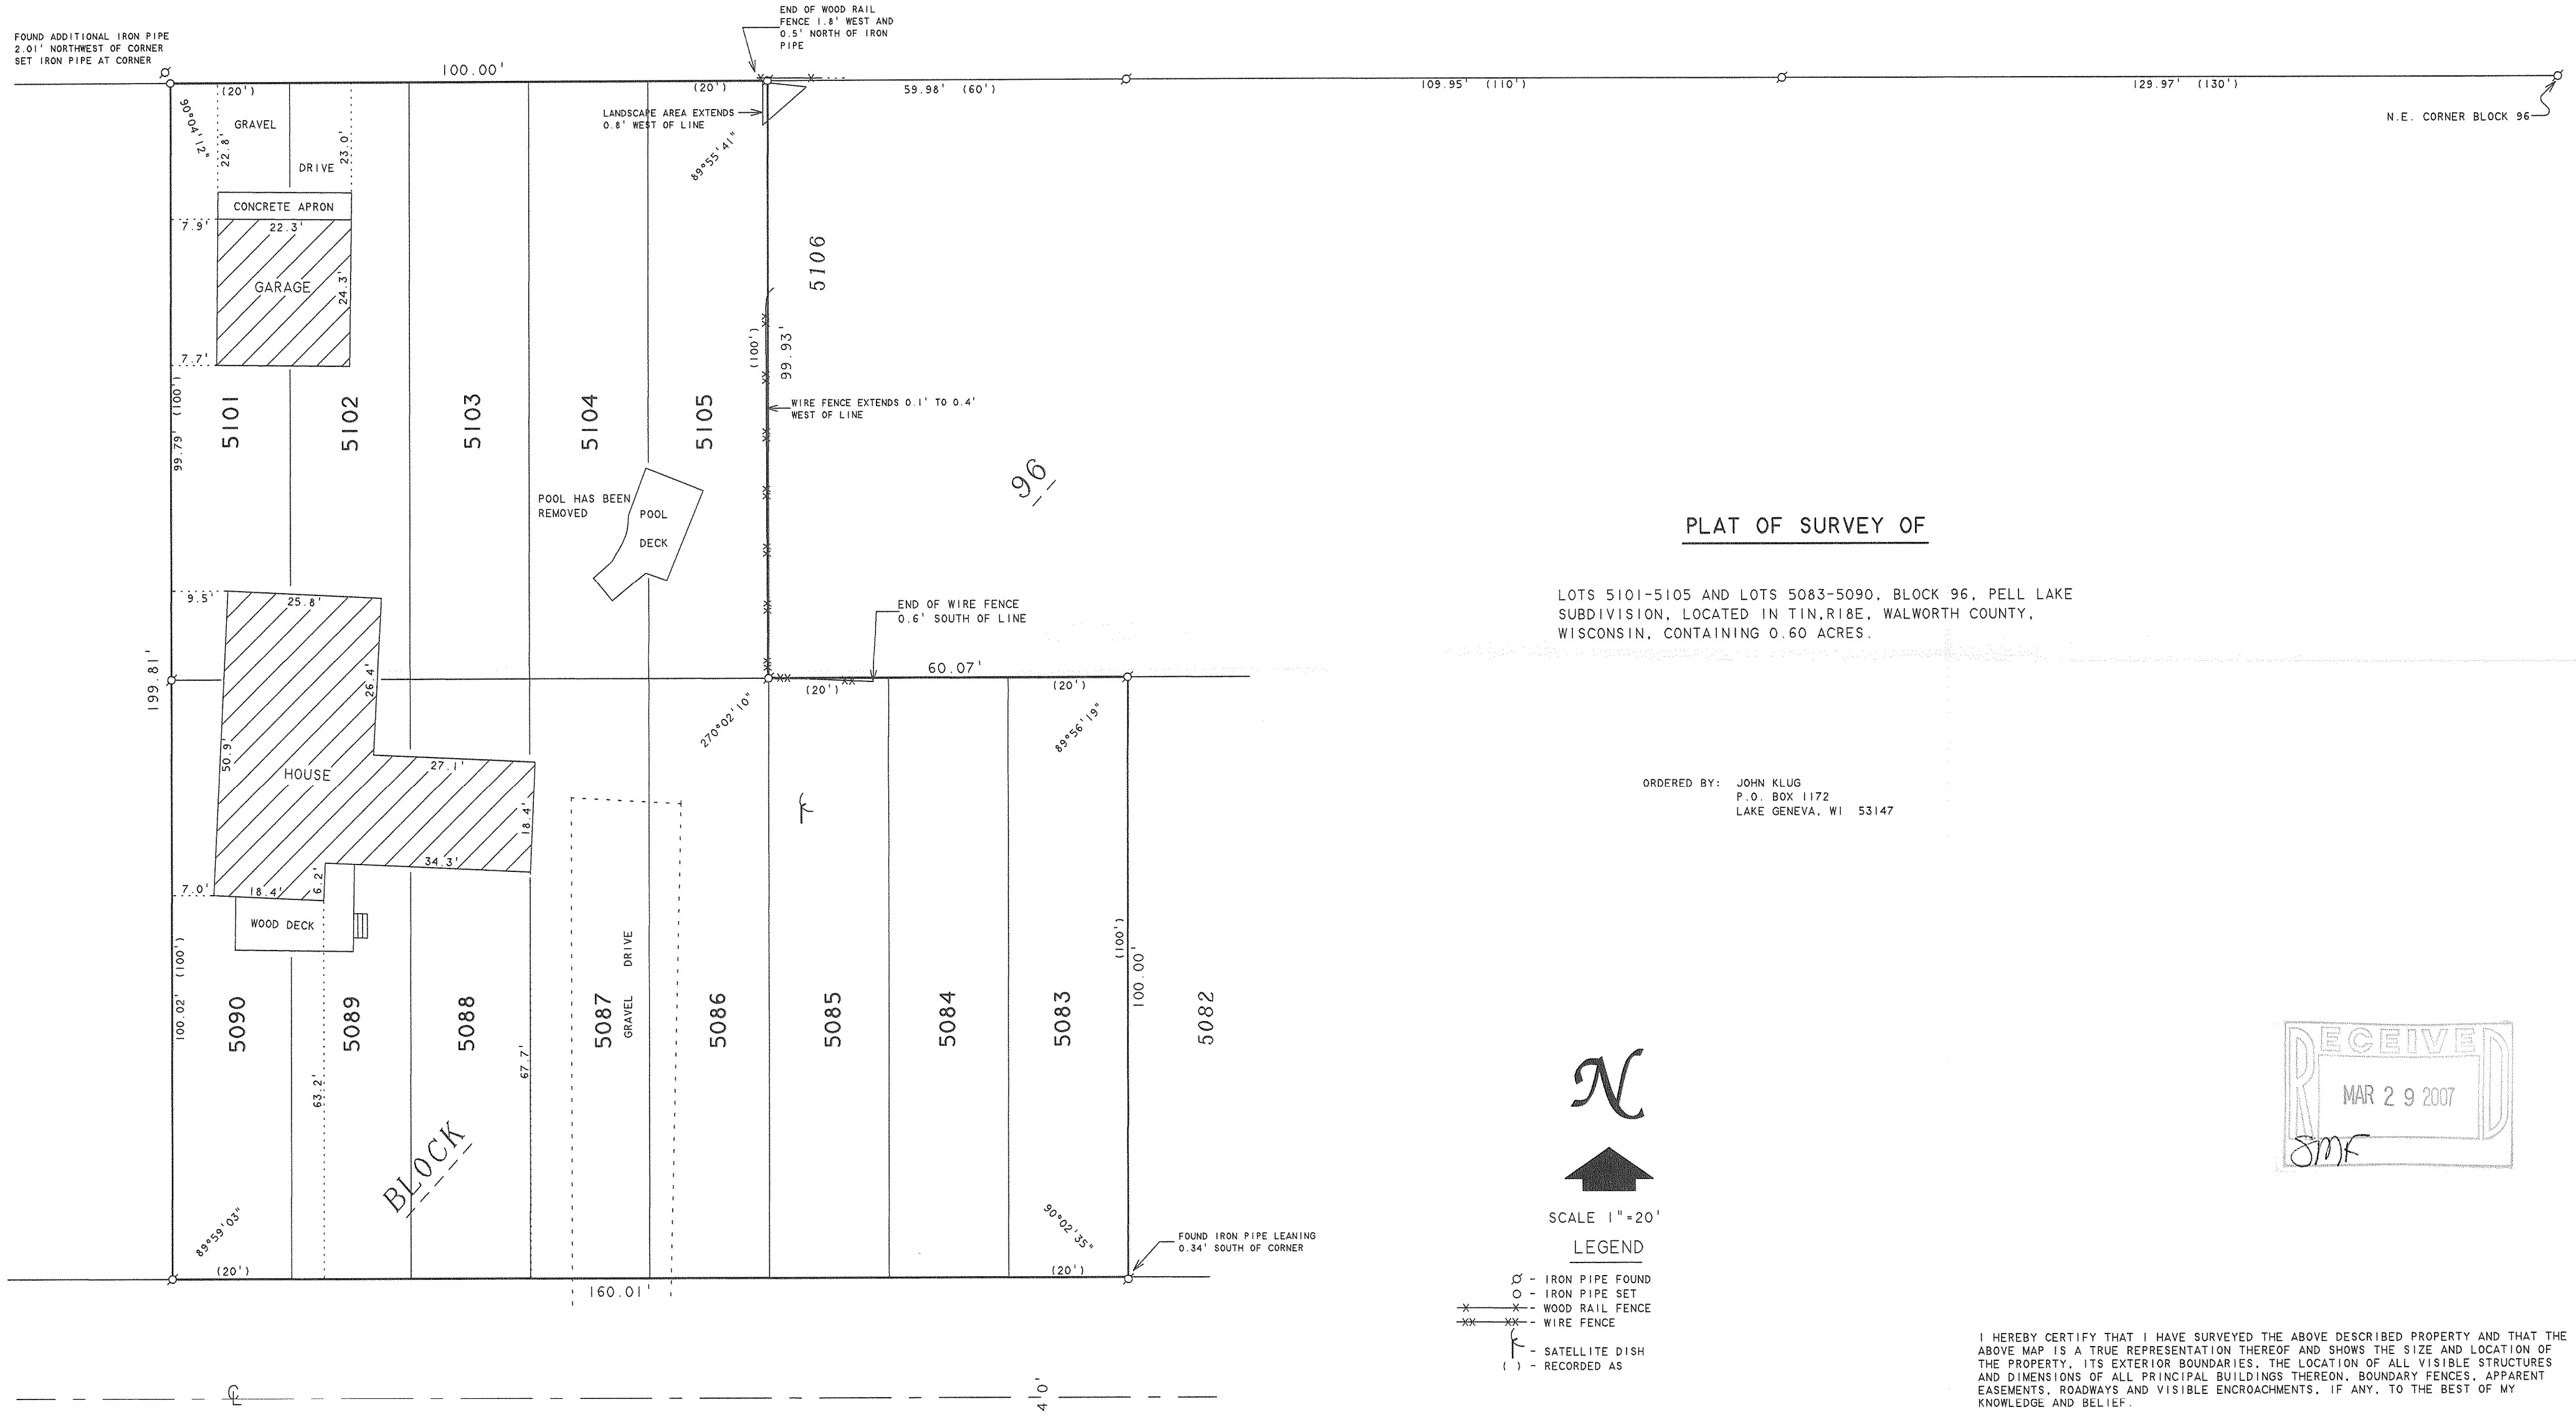 END OF WOOD RAIL
FENCE 1.8' WEST AND
0.5' NORTH OF IRON
PIPE
FOUND ADDITIONAL IRON PIPE
2.01' NORTHWEST OF CORNER
SET IRON PIPE AT CORNER
100.00'
(20')
(20')
59.98' (60')
109.95' (110')
129.97' (130')
N.E. CORNER BLOCK 96
90°04'12"
22.8'
GRAVEL
DRIVE
23.0'
LANDSCAPE AREA EXTENDS
0.8' WEST OF LINE
89°55'41"
CONCRETE APRON
7.9'
22.3'
GARAGE
24.3'
7.7'
5106
(100')
99.93'
99.79' (100')
5101
5102
5103
5104
5105
WIRE FENCE EXTENDS 0.1' TO 0.4'
WEST OF LINE
96
POOL HAS BEEN
REMOVED
POOL
DECK
PLAT OF SURVEY OF
LOTS 5101-5105 AND LOTS 5083-5090, BLOCK 96, PELL LAKE
SUBDIVISION, LOCATED IN T1N,R18E, WALWORTH COUNTY,
WISCONSIN, CONTAINING 0.60 ACRES.
9.5'
25.8'
END OF WIRE FENCE
0.6' SOUTH OF LINE
199.81'
26.4'
60.07'
(20')
(20')
270°02'10"
89°56'19"
50.9'
HOUSE
27.1'
18.4'
34.3'
6.2'
7.0'
18.4'
WOOD DECK
ORDERED BY: JOHN KLUG
P.O. BOX 1172
LAKE GENEVA, WI 53147
100.02' (100')
5090
5089
5088
5087
GRAVEL DRIVE
5086
5085
5084
5083
(100')
100.00'
5082
63.2'
67.7'
BLOCK
89°59'03"
90°02'35"
(20')
(20')
160.01'
FOUND IRON PIPE LEANING
0.34' SOUTH OF CORNER
N
SCALE 1"=20'
LEGEND
- IRON PIPE FOUND
- IRON PIPE SET
- WOOD RAIL FENCE
- WIRE FENCE
- SATELLITE DISH
( ) - RECORDED AS
RECEIVED
MAR 29 2007
SMF
I HEREBY CERTIFY THAT I HAVE SURVEYED THE ABOVE DESCRIBED PROPERTY AND THAT THE
ABOVE MAP IS A TRUE REPRESENTATION THEREOF AND SHOWS THE SIZE AND LOCATION OF
THE PROPERTY, ITS EXTERIOR BOUNDARIES, THE LOCATION OF ALL VISIBLE STRUCTURES
AND DIMENSIONS OF ALL PRINCIPAL BUILDINGS THEREON, BOUNDARY FENCES, APPARENT
EASEMENTS, ROADWAYS AND VISIBLE ENCROACHMENTS, IF ANY, TO THE BEST OF MY
KNOWLEDGE AND BELIEF.